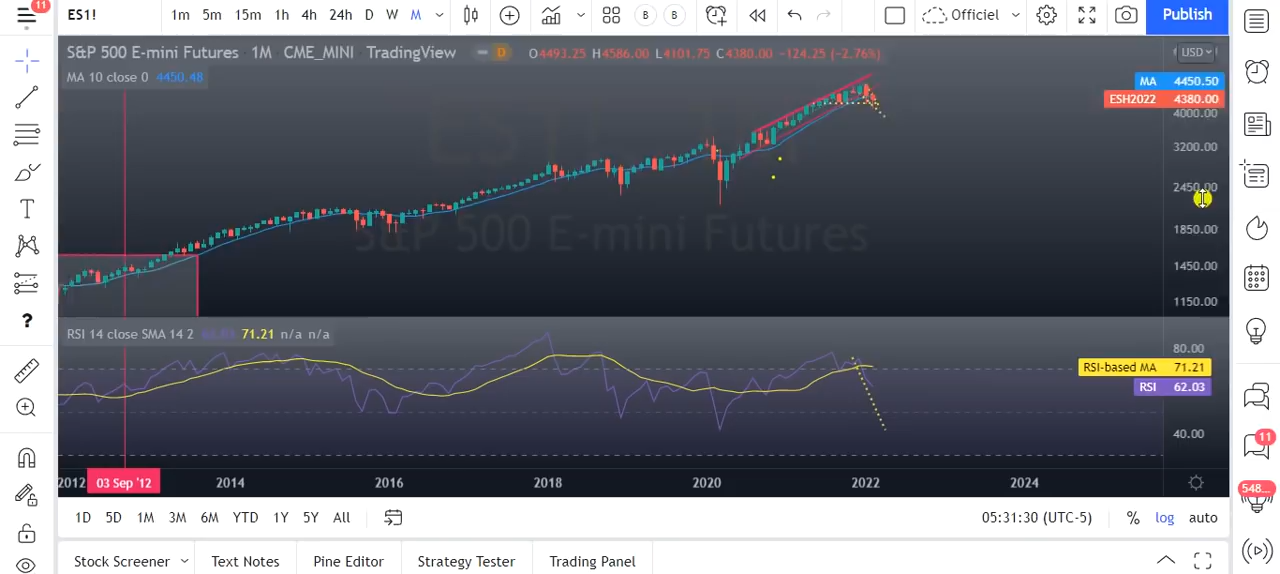 11
ES1!
1m 5m 15m 1h 4h 24h D W M
B B
Officiel
Publish
S&P 500 E-mini Futures 1M CME_MINI TradingView D O4493.25 H4586.00 L4101.75 C4380.00 -124.25 (-2.76%)
USD
MA 10 close 0 4450.48
MA 4450.50
ESH2022 4380.00
4000.00
3200.00
2450.00
1850.00
S&P 500 E-mini Futures
1450.00
1150.00
RSI 14 close SMA 14 2 71.21 n/a n/a
80.00
RSI-based MA 71.21
RSI 62.03
40.00
2012 03 Sep '12 2014 2016 2018 2020 2022 2024
11
548...
1D 5D 1M 3M 6M YTD 1Y 5Y All 05:31:30 (UTC-5) % log auto
Stock Screener Text Notes Pine Editor Strategy Tester Trading Panel